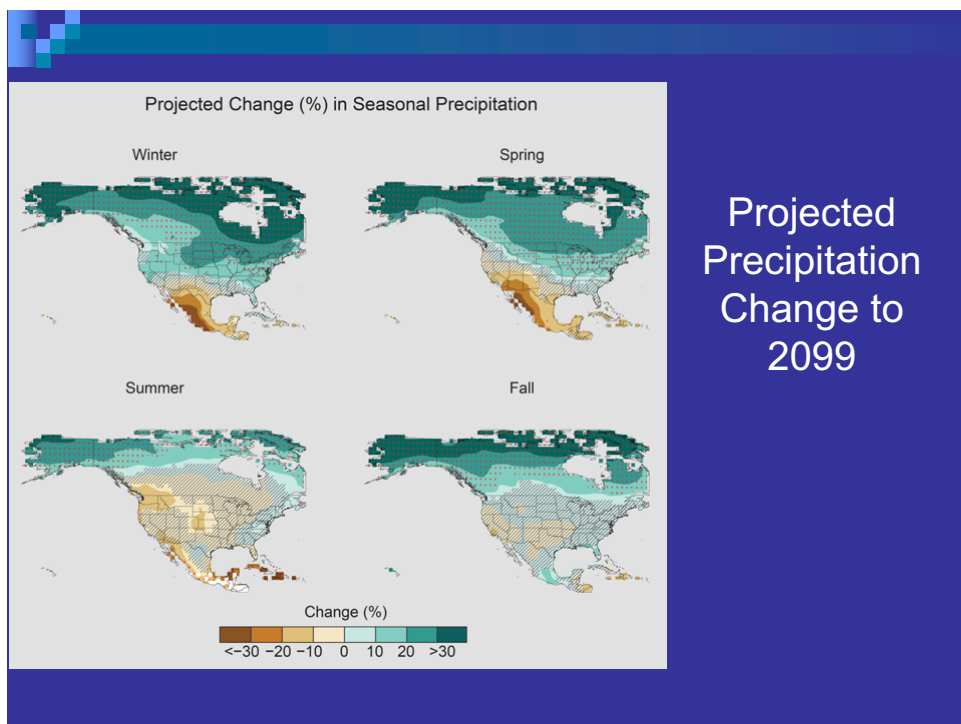 Projected Change (%) in Seasonal Precipitation
Winter
Spring
Summer
Fall
Change (%)
<−30 −20 −10 0 10 20 >30
Projected
Precipitation
Change to
2099